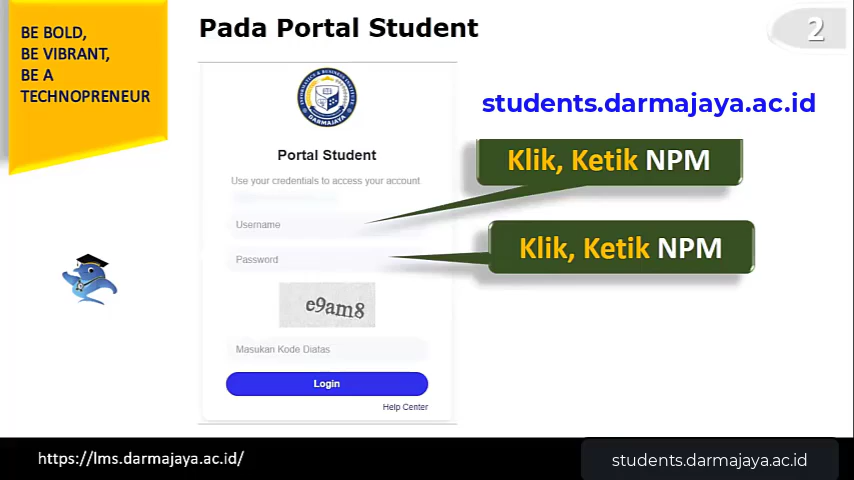 BE BOLD,
BE VIBRANT,
BE A
TECHNOPRENEUR
Pada Portal Student
2
students.darmajaya.ac.id
DARMAJAYA
Portal Student
Use your credentials to access your account
Username
Password
Klik, Ketik NPM
Klik, Ketik NPM
e9am8
Masukan Kode Diatas
Login
Help Center
https://lms.darmajaya.ac.id/
students.darmajaya.ac.id